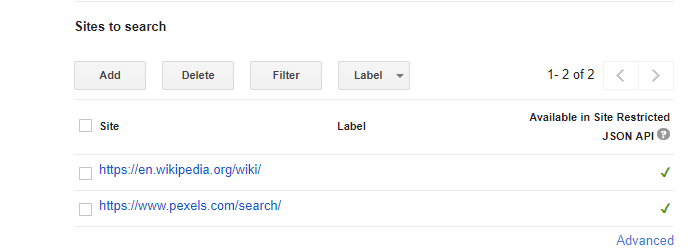 Sites to search
Add Delete Filter Label 1- 2 of 2
Site Label Available in Site Restricted
JSON API ?
https://en.wikipedia.org/wiki/
https://www.pexels.com/search/
Advanced